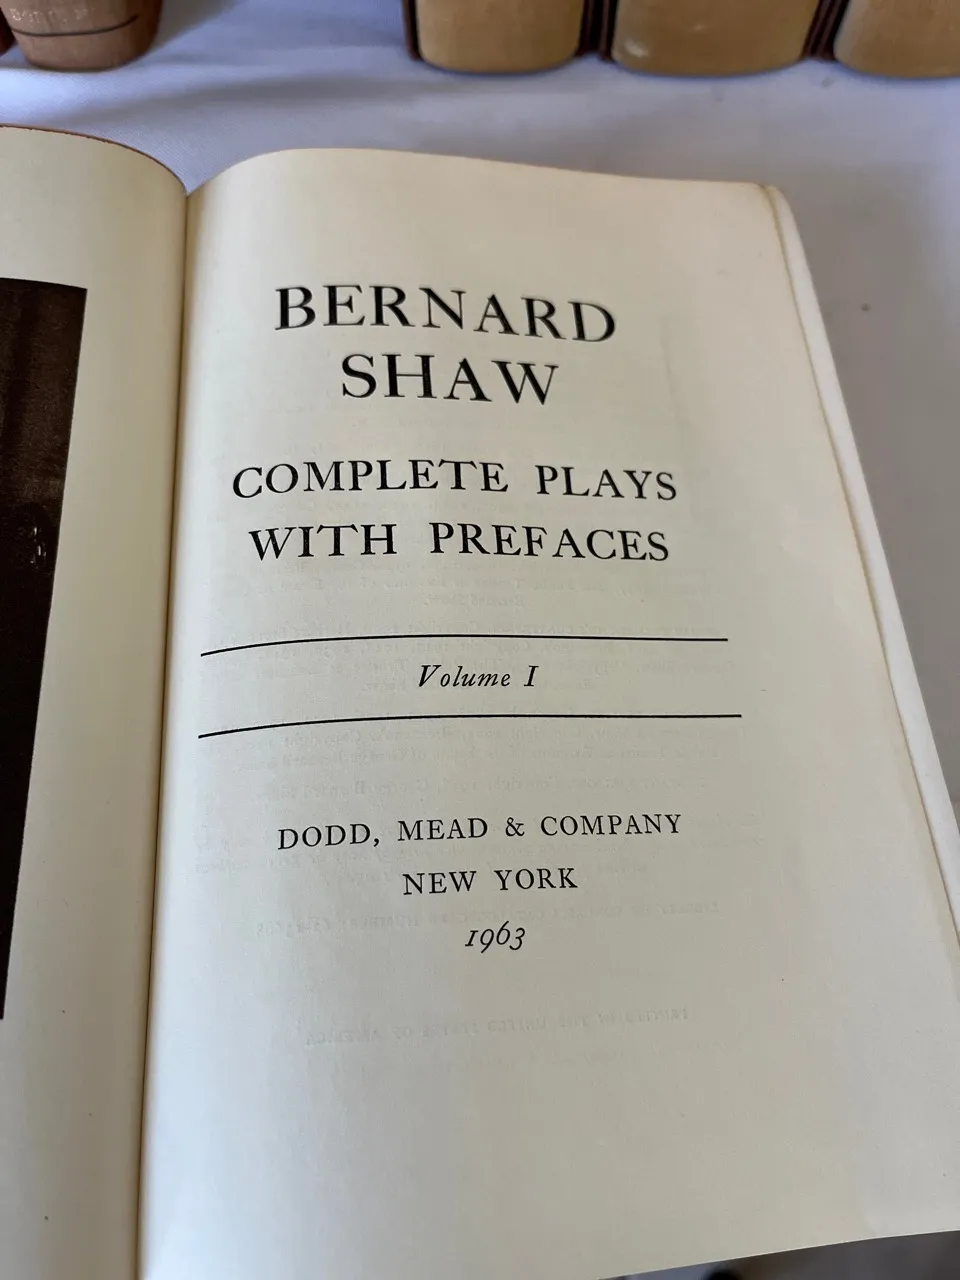 BERNARD
SHAW
COMPLETE PLAYS
WITH PREFACES
Volume I
DODD, MEAD & COMPANY
NEW YORK
1963